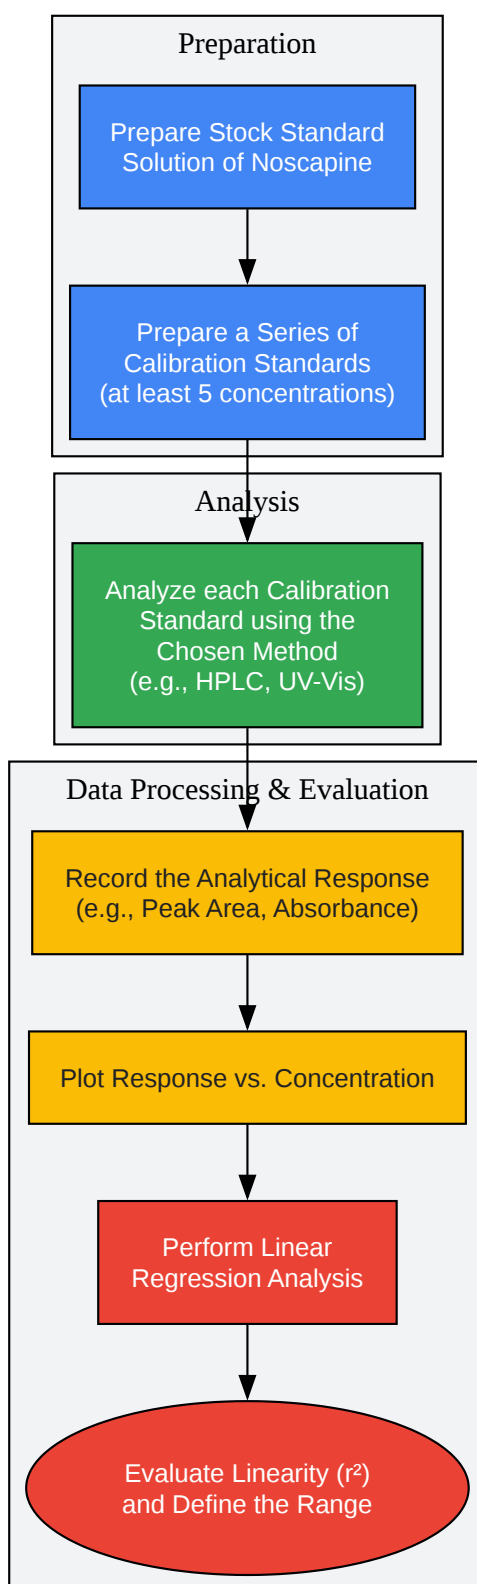 Preparation
Prepare Stock Standard
Solution of Noscapine
Prepare a Series of
Calibration Standards
(at least 5 concentrations)
Analysis
Analyze each Calibration
Standard using the
Chosen Method
(e.g., HPLC, UV-Vis)
Data Processing & Evaluation
Record the Analytical Response
(e.g., Peak Area, Absorbance)
Plot Response vs. Concentration
Perform Linear
Regression Analysis
Evaluate Linearity (r²)
and Define the Range